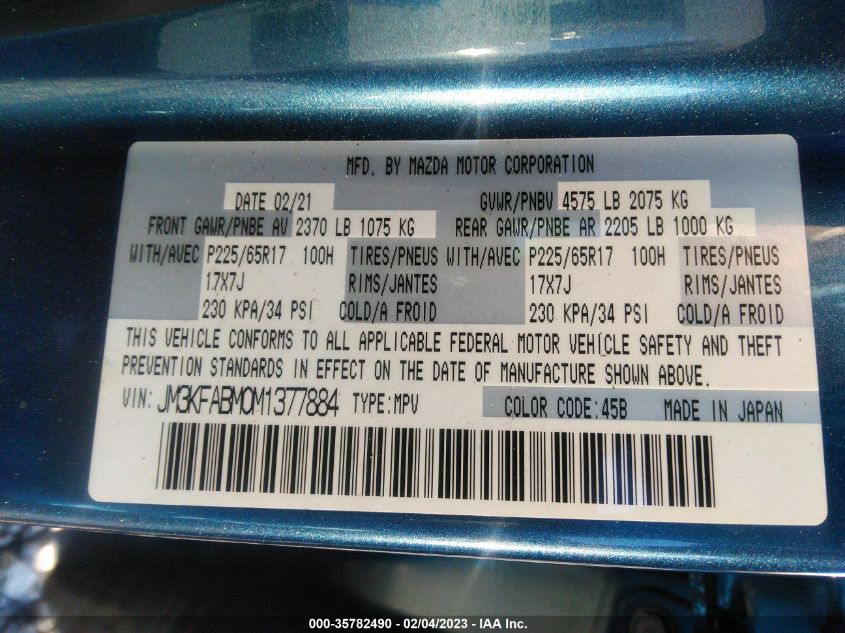 MFD. BY MAZDA MOTOR CORPORATION
DATE 02/21 GVWR/PNBV 4575 LB 2075 KG
FRONT GAWR/PNBE AV 2370 LB 1075 KG REAR GAWR/PNBE AR 2205 LB 1000 KG
WITH/AVEC P225/65R17 100H TIRES/PNEUS WITH/AVEC P225/65R17 100H TIRES/PNEUS
17X7J RIMS/JANTES 17X7J RIMS/JANTES
230 KPA/34 PSI COLD/A FROID 230 KPA/34 PSI COLD/A FROID
THIS VEHICLE CONFORMS TO ALL APPLICABLE FEDERAL MOTOR VEHICLE SAFETY AND THEFT
PREVENTION STANDARDS IN EFFECT ON THE DATE OF MANUFACTURE SHOWN ABOVE.
VIN: JM3KFABM0M1377884 TYPE:MPV COLOR CODE:45B MADE IN JAPAN
000-35782490 - 02/04/2023 - IAA Inc.